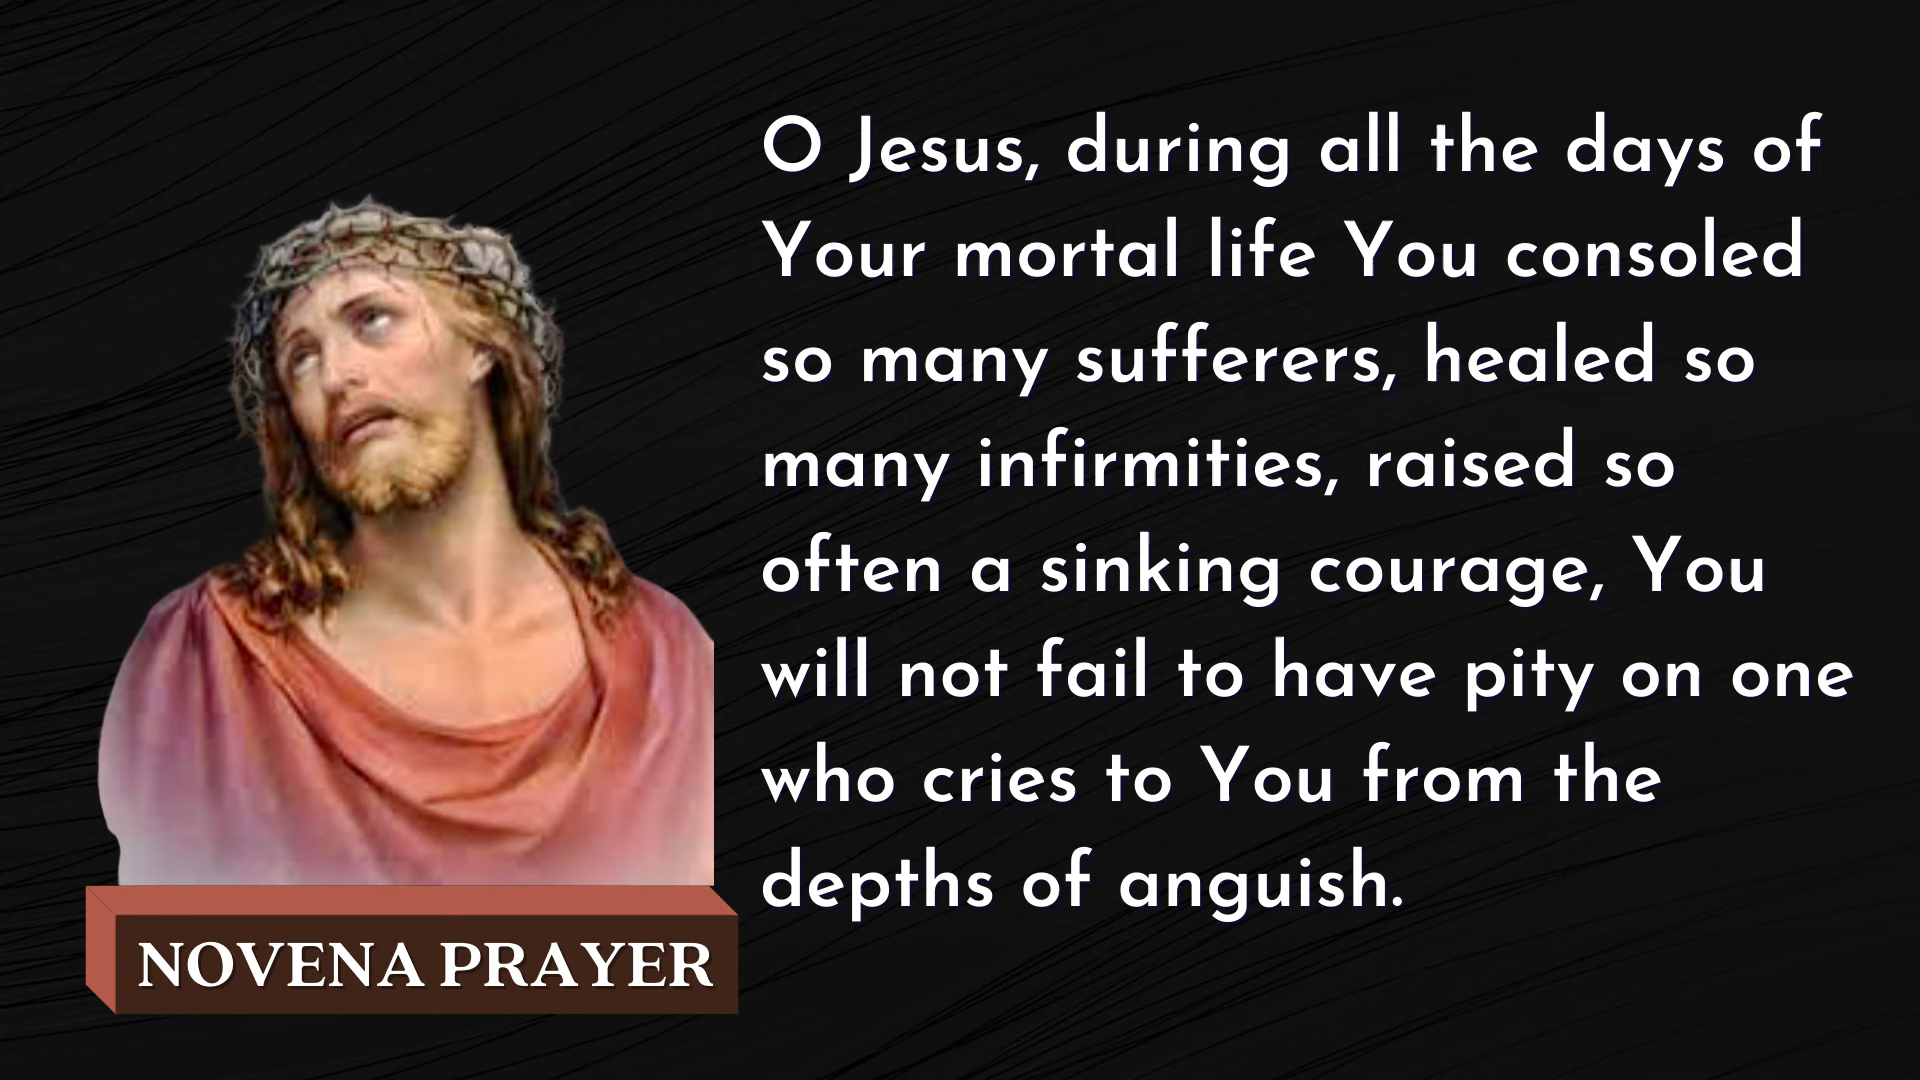 O Jesus, during all the days of
Your mortal life You consoled
so many sufferers, healed so
many infirmities, raised so
often a sinking courage, You
will not fail to have pity on one
who cries to You from the
depths of anguish.
NOVENA PRAYER